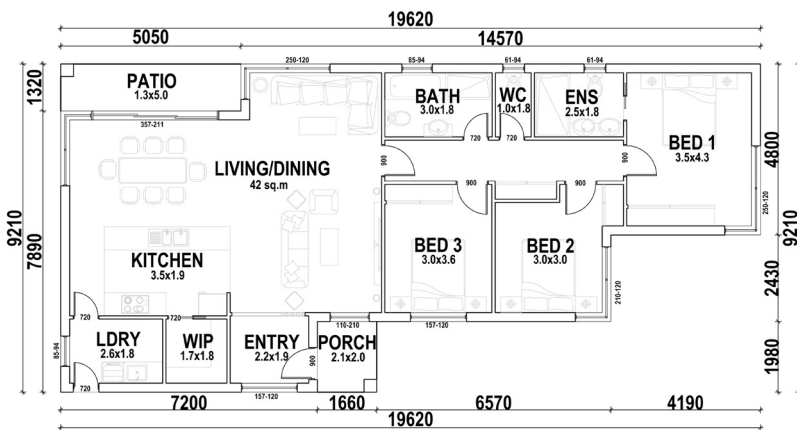 19620
5050
14570
250-120
85-94
61-94
61-94
1320
PATIO
1.3x5.0
357-211
BATH
3.0x1.8
WC
1.0x1.8
ENS
2.5x1.8
720
720
BED 1
3.5x4.3
4800
LIVING/DINING
42 sq.m
900
900
900
900
250-120
9210
7890
9210
KITCHEN
3.5x1.9
BED 3
3.0x3.6
BED 2
3.0x3.0
2430
210-120
720
720
110-210
157-120
LDRY
2.6x1.8
WIP
1.7x1.8
ENTRY
2.2x1.9
PORCH
2.1x2.0
85-94
900
1980
720
157-120
7200
1660
6570
4190
19620